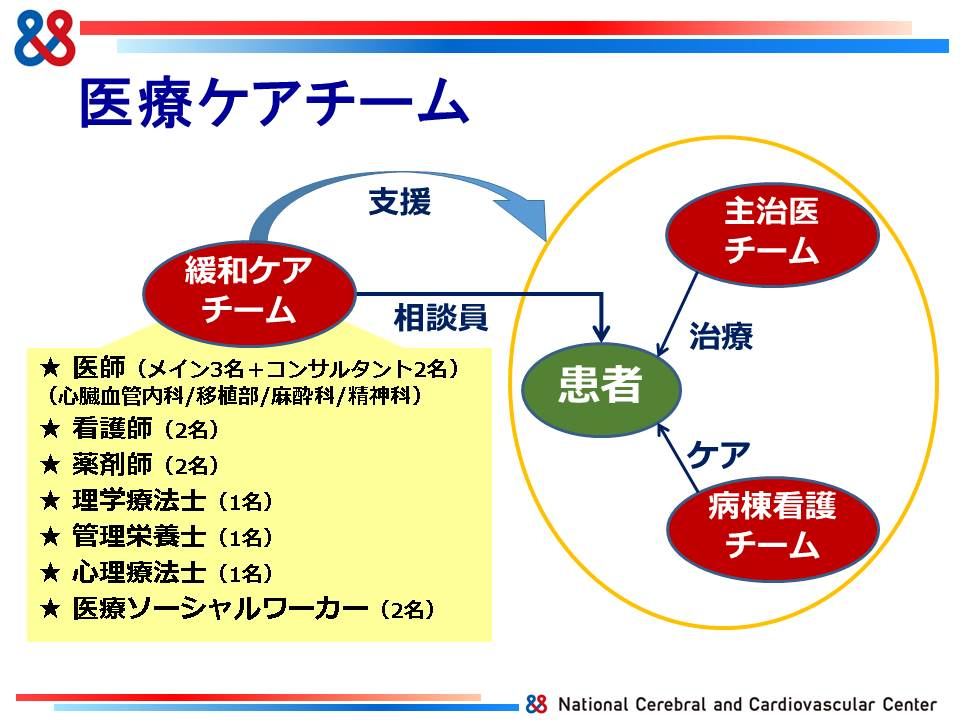 医療ケアチーム
支援
緩和ケア
チーム
相談員
主治医
チーム
治療
患者
ケア
病棟看護
チーム
★ 医師（メイン3名＋コンサルタント2名）
（心臓血管内科/移植部/麻酔科/精神科）
★ 看護師（2名）
★ 薬剤師（2名）
★ 理学療法士（1名）
★ 管理栄養士（1名）
★ 心理療法士（1名）
★ 医療ソーシャルワーカー（2名）
National Cerebral and Cardiovascular Center